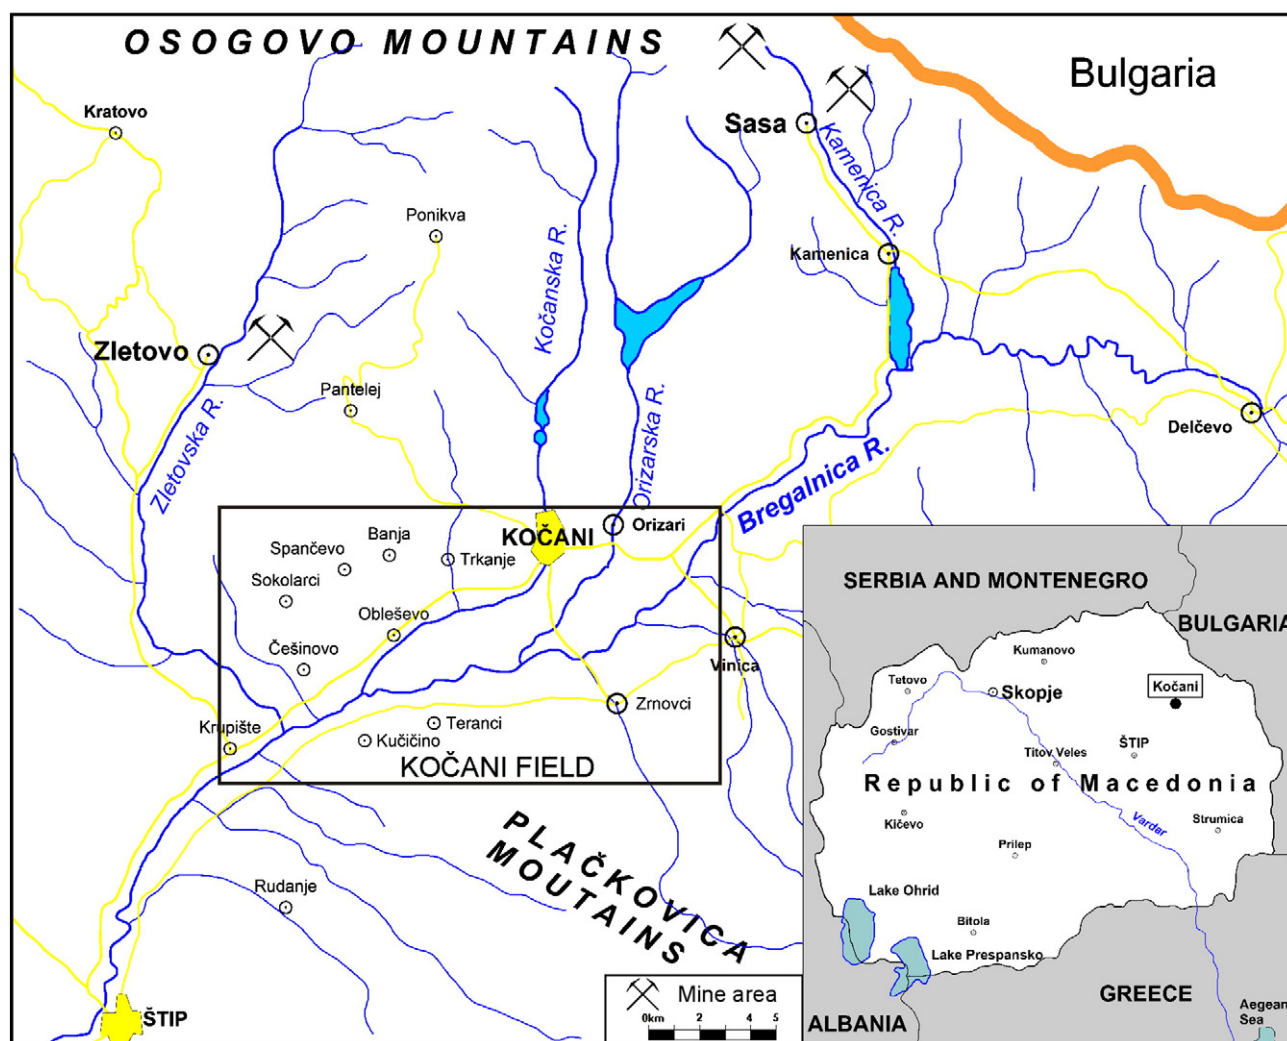 OSOGOVO MOUNTAINS
Bulgaria
Kratovo
Sasa
Kamenica R.
Ponikva
Kočanska R.
Kamenica
Zletovo
Pantelej
Zletovska R.
Orizarska R.
Delčevo
Bregalnica R.
KOČANI
Orizari
Banja
Spančevo
Trkanje
Sokolarci
Obleševo
Češinovo
Vinica
Zrnovci
Krupište
Teranci
Kučičino
KOČANI FIELD
PLAČKOVICA
MOUTAINS
Rudanje
ŠTIP
Mine area
0km 2 4 5
SERBIA AND MONTENEGRO
BULGARIA
Kumanovo
Tetovo
Skopje
Kočani
Gostivar
Titov Veles
ŠTIP
Republic of Macedonia
Kičevo
Vardar
Strumica
Prilep
Lake Ohrid
Bitola
Lake Prespansko
GREECE
ALBANIA
Aegean
Sea